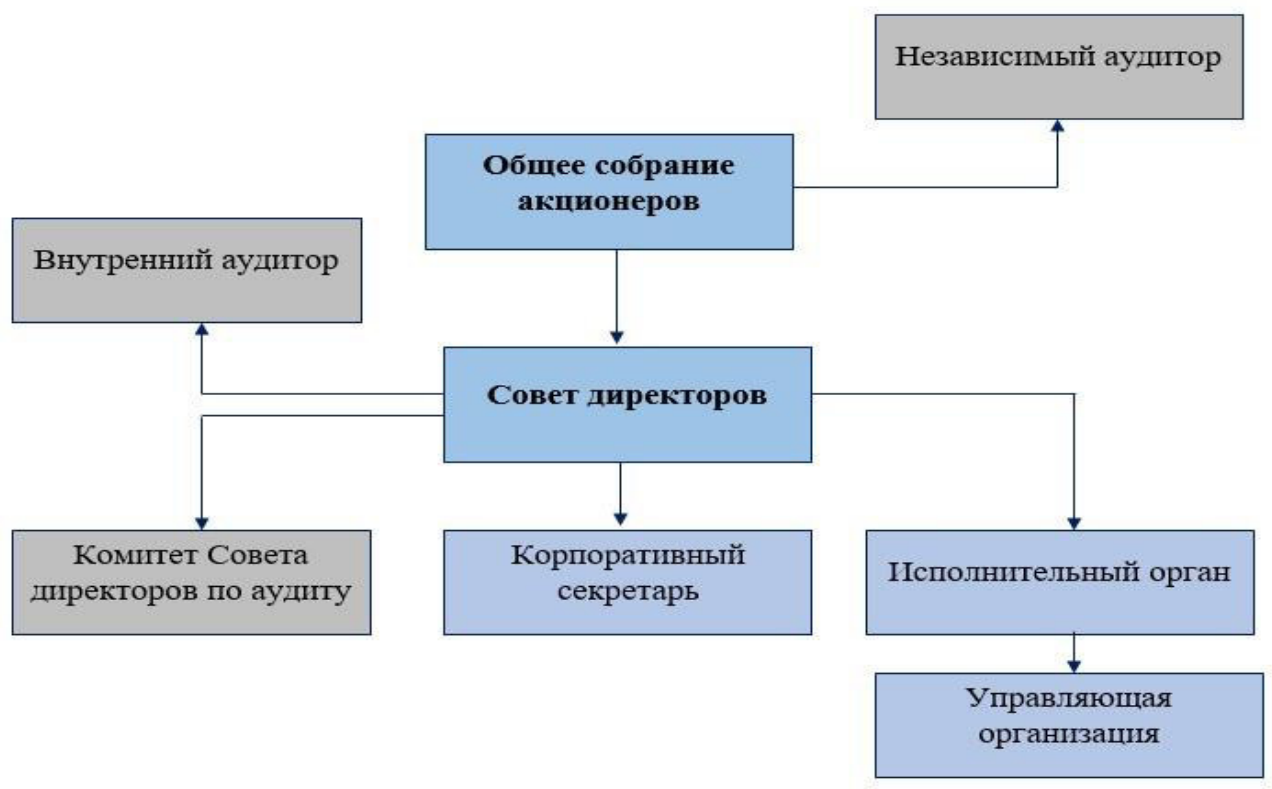 Независимый аудитор
Общее собрание
акционеров
Внутренний аудитор
Совет директоров
Комитет Совета
директоров по аудиту
Корпоративный
секретарь
Исполнительный орган
Управляющая
организация